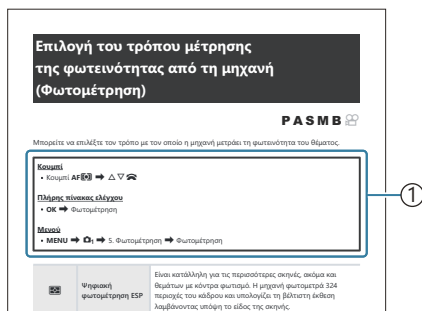 Επιλογή του τρόπου μέτρησης
της φωτεινότητας από τη μηχανή
(Φωτομέτρηση)
PASMB
Μπορείτε να επιλέξτε τον τρόπο με τον οποίο η μηχανή μετράει τη φωτεινότητα του θέματος.
Κουμπί
• Κουμπί AF ➡ △▽
Πλήρης πίνακας ελέγχου
• OK ➡ Φωτομέτρηση
Μενού
• MENU ➡ 1 ➡ 5. Φωτομέτρηση ➡ Φωτομέτρηση
1
Ψηφιακή
φωτομέτρηση ESP
Είναι κατάλληλη για τις περισσότερες σκηνές, ακόμα και
θεμάτων με κόντρα φωτισμό. Η μηχανή φωτομετρά 324
περιοχές του κάδρου και υπολογίζει τη βέλτιστη έκθεση
λαμβάνοντας υπόψη το είδος της σκηνής.